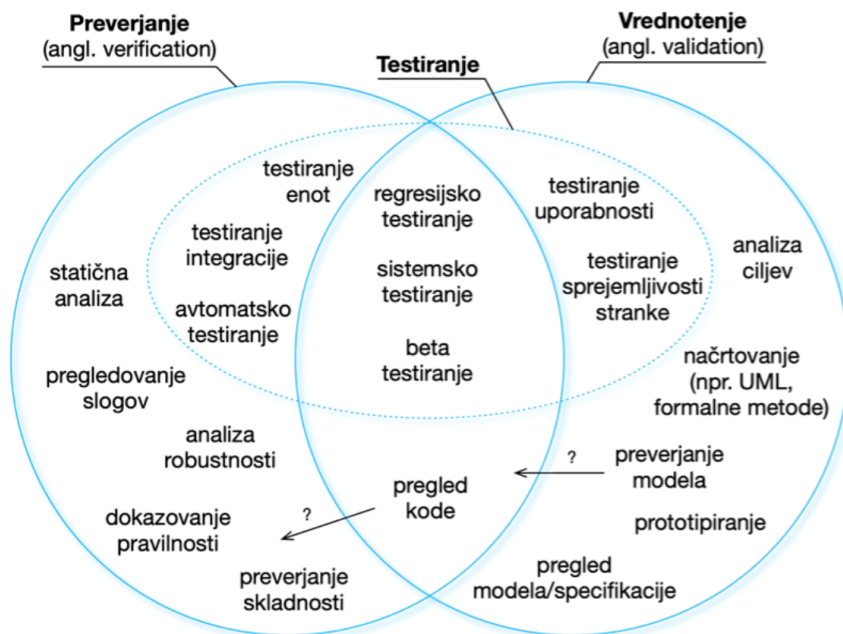 Preverjanje
(angl. verification)
Vrednotenje
(angl. validation)
Testiranje
testiranje
enot
regresijsko
testiranje
testiranje
uporabnosti
testiranje
integracije
statična
analiza
sistemsko
testiranje
testiranje
sprejemljivosti
stranke
analiza
ciljev
avtomatsko
testiranje
beta
testiranje
pregledovanje
slogov
načrtovanje
(npr. UML,
formalne metode)
analiza
robustnosti
?
preverjanje
modela
pregled
kode
?
dokazovanje
pravilnosti
prototipiranje
preverjanje
skladnosti
pregled
modela/specifikacije